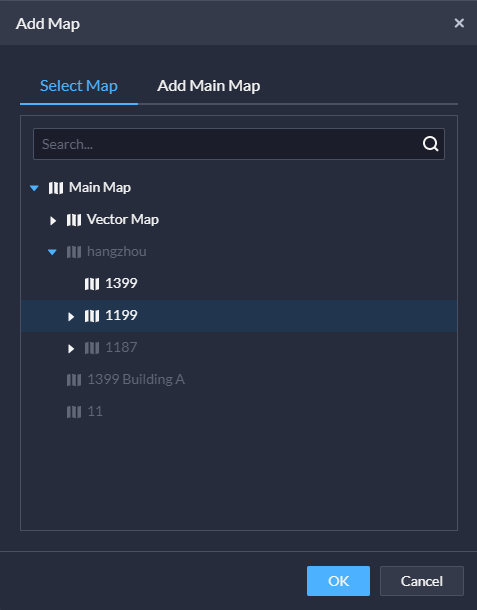 Add Map
Select Map
Add Main Map
Search...
Main Map
Vector Map
hangzhou
1399
1199
1187
1399 Building A
11
OK
Cancel